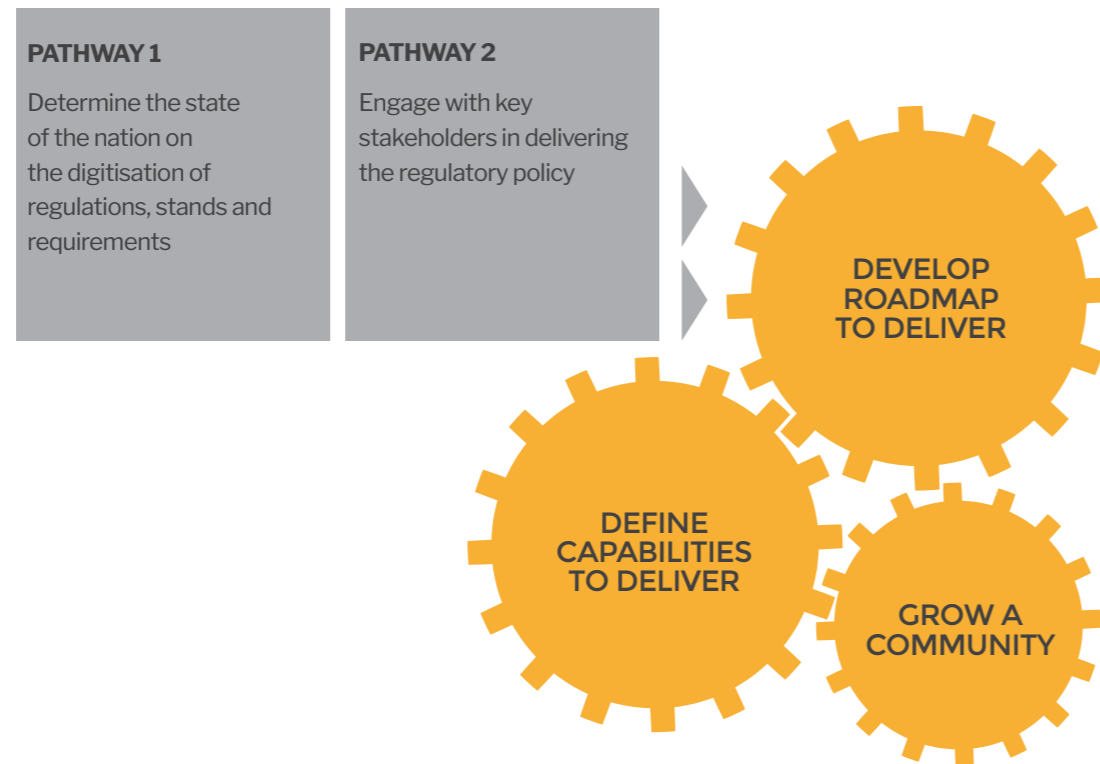 PATHWAY 1
Determine the state
of the nation on
the digitisation of
regulations, stands and
requirements
PATHWAY 2
Engage with key
stakeholders in delivering
the regulatory policy
DEVELOP
ROADMAP
TO DELIVER
DEFINE
CAPABILITIES
TO DELIVER
GROW A
COMMUNITY